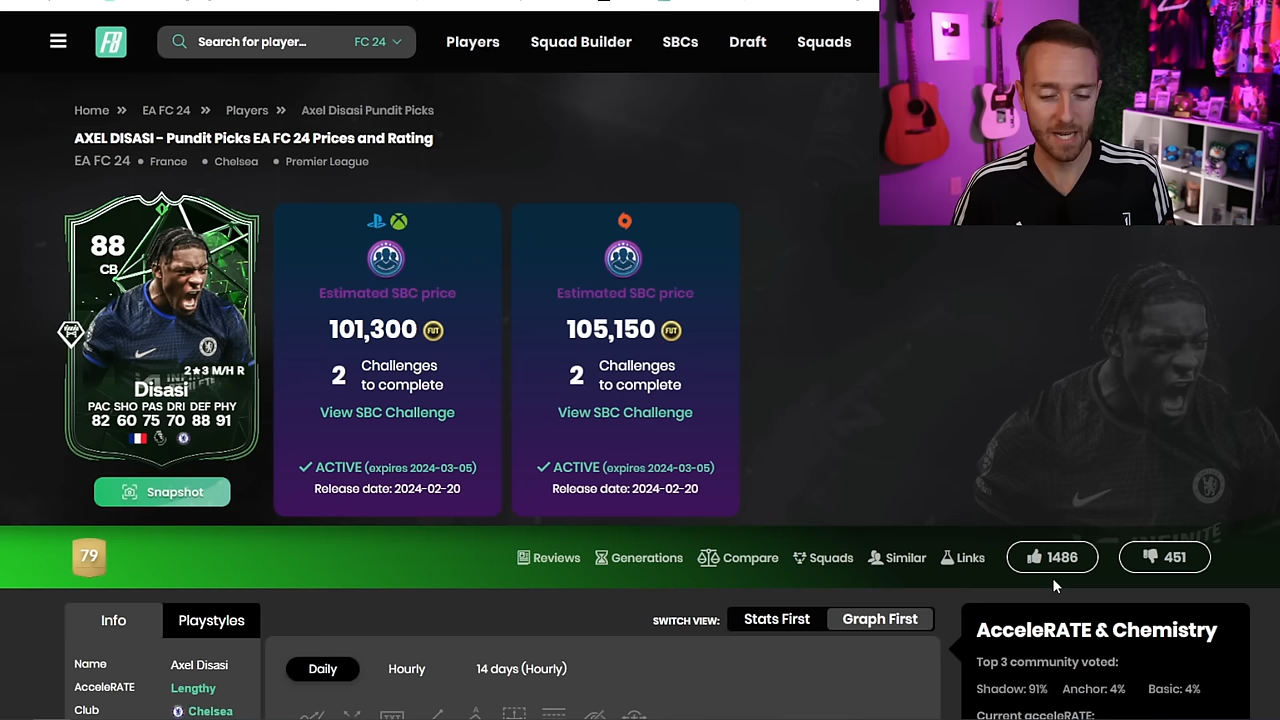 FB
Search for player...
FC 24
Players
Squad Builder
SBCs
Draft
Squads
Home » EA FC 24 » Players » Axel Disasi Pundit Picks
AXEL DISASI - Pundit Picks EA FC 24 Prices and Rating
EA FC 24 • France • Chelsea • Premier League
88
CB
2★3 M/H R
Disasi
PAC SHO PAS DRI DEF PHY
82 60 75 70 88 91
Snapshot
Estimated SBC price
101,300 FUT
2 Challenges to complete
View SBC Challenge
ACTIVE (expires 2024-03-05)
Release date: 2024-02-20
Estimated SBC price
105,150 FUT
2 Challenges to complete
View SBC Challenge
ACTIVE (expires 2024-03-05)
Release date: 2024-02-20
79
Reviews
Generations
Compare
Squads
Similar
Links
1486
451
Info
Playstyles
SWITCH VIEW:
Stats First
Graph First
Name Axel Disasi
AcceleRATE Lengthy
Club Chelsea
Daily
Hourly
14 days (Hourly)
TXT
AcceleRATE & Chemistry
Top 3 community voted:
Shadow: 91% Anchor: 4% Basic: 4%
Current acceleRATE: